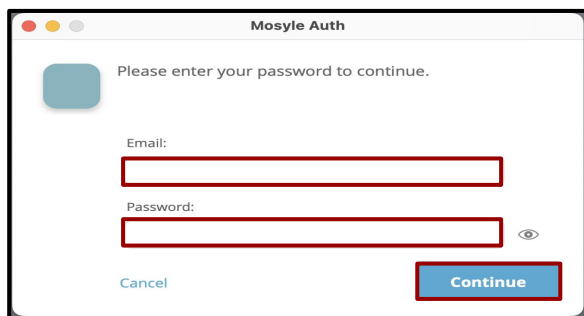 Mosyle Auth
Please enter your password to continue.
Email:
Password:
Cancel
Continue